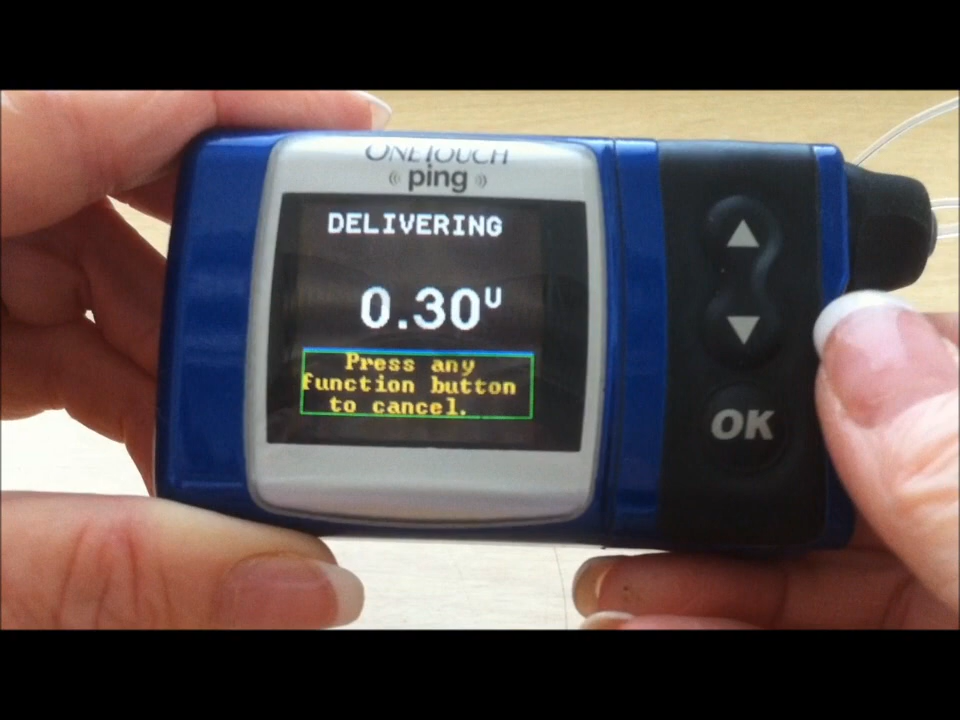 ONETOUCH
ping
DELIVERING
0.30U
Press any
function button
to cancel.
OK